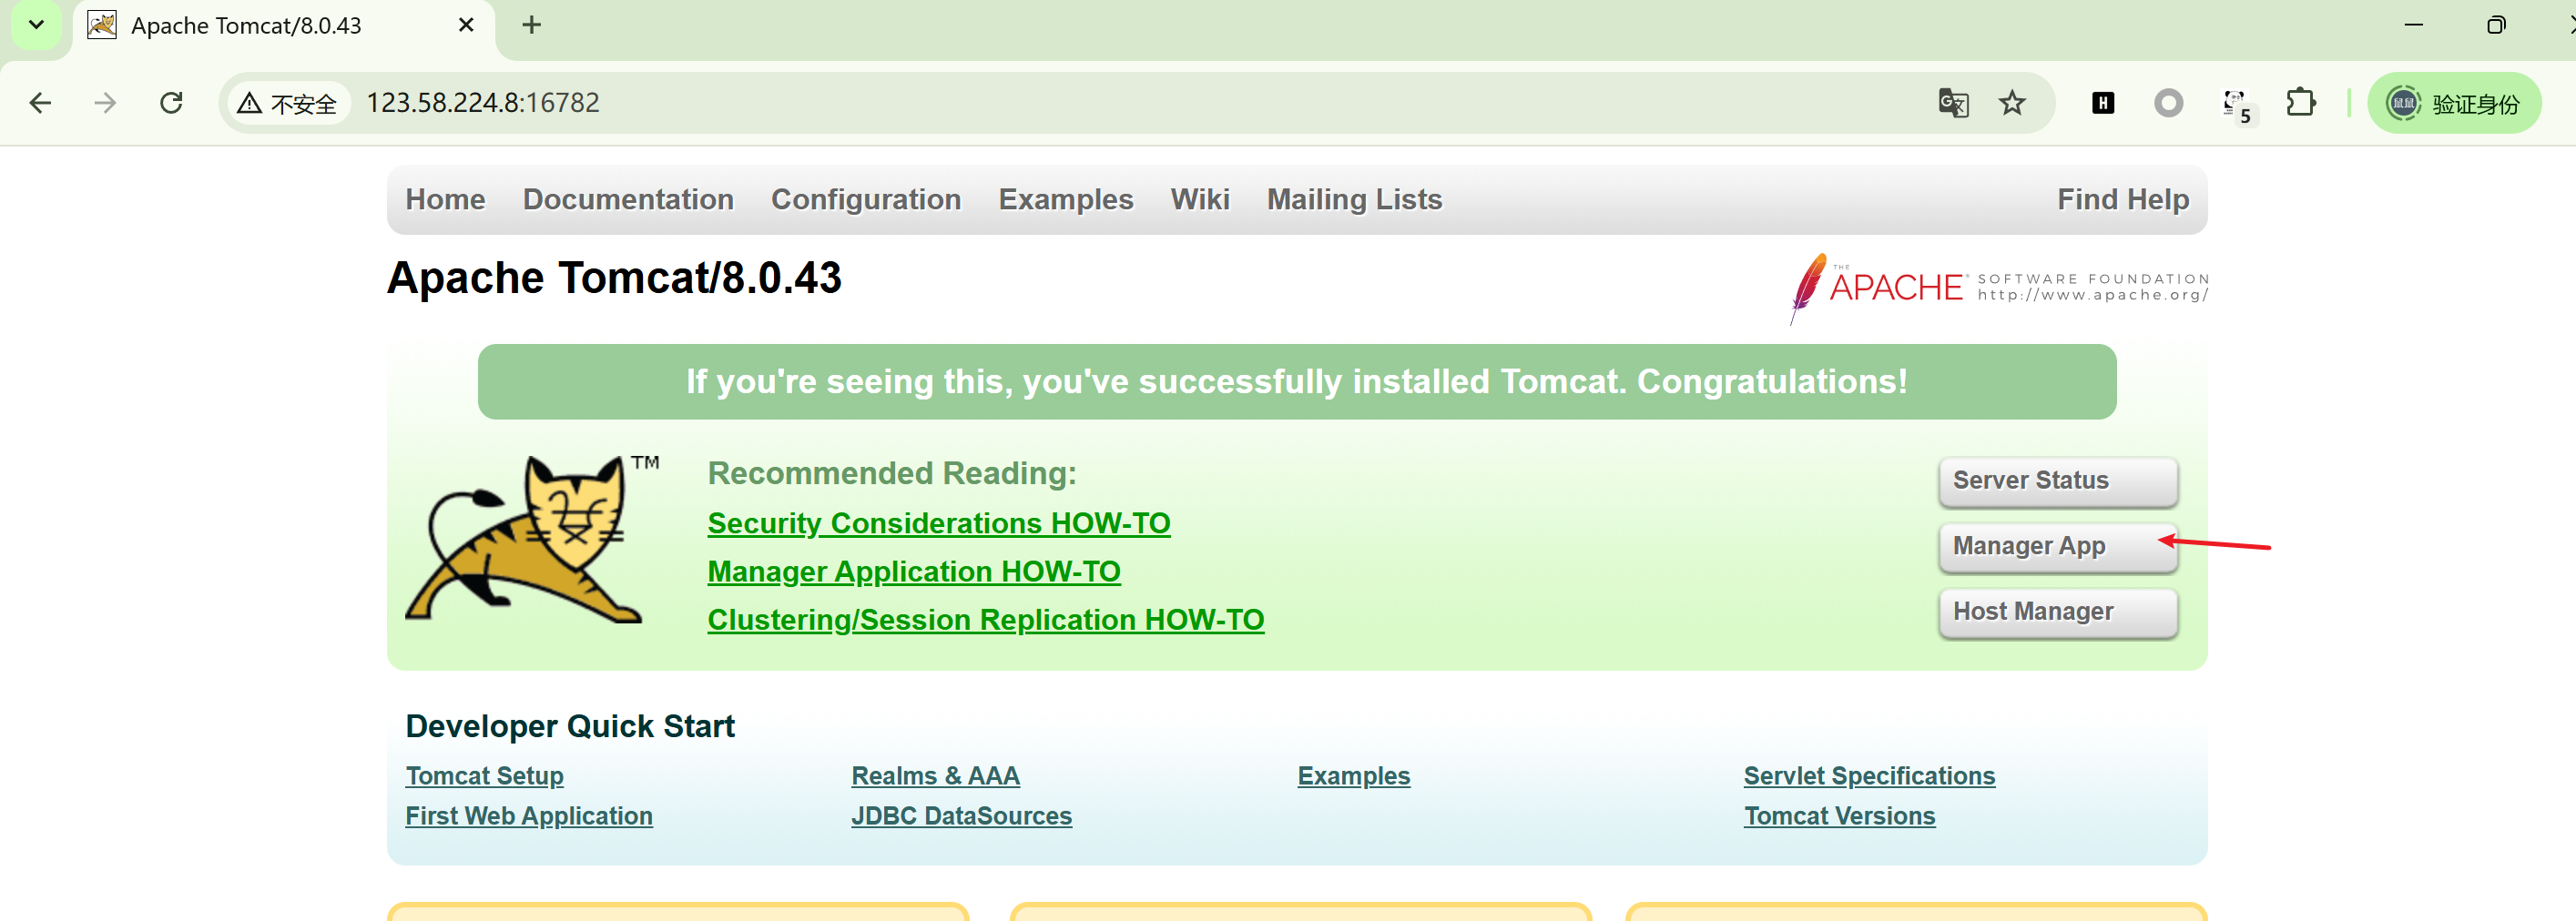 Apache Tomcat/8.0.43
不安全 123.58.224.8:16782
5
鼠鼠 验证身份
Home Documentation Configuration Examples Wiki Mailing Lists Find Help
Apache Tomcat/8.0.43
THE APACHE® SOFTWARE FOUNDATION
http://www.apache.org/
If you're seeing this, you've successfully installed Tomcat. Congratulations!
TM
Recommended Reading:
Security Considerations HOW-TO
Manager Application HOW-TO
Clustering/Session Replication HOW-TO
Server Status
Manager App
Host Manager
Developer Quick Start
Tomcat Setup Realms & AAA Examples Servlet Specifications
First Web Application JDBC DataSources Tomcat Versions